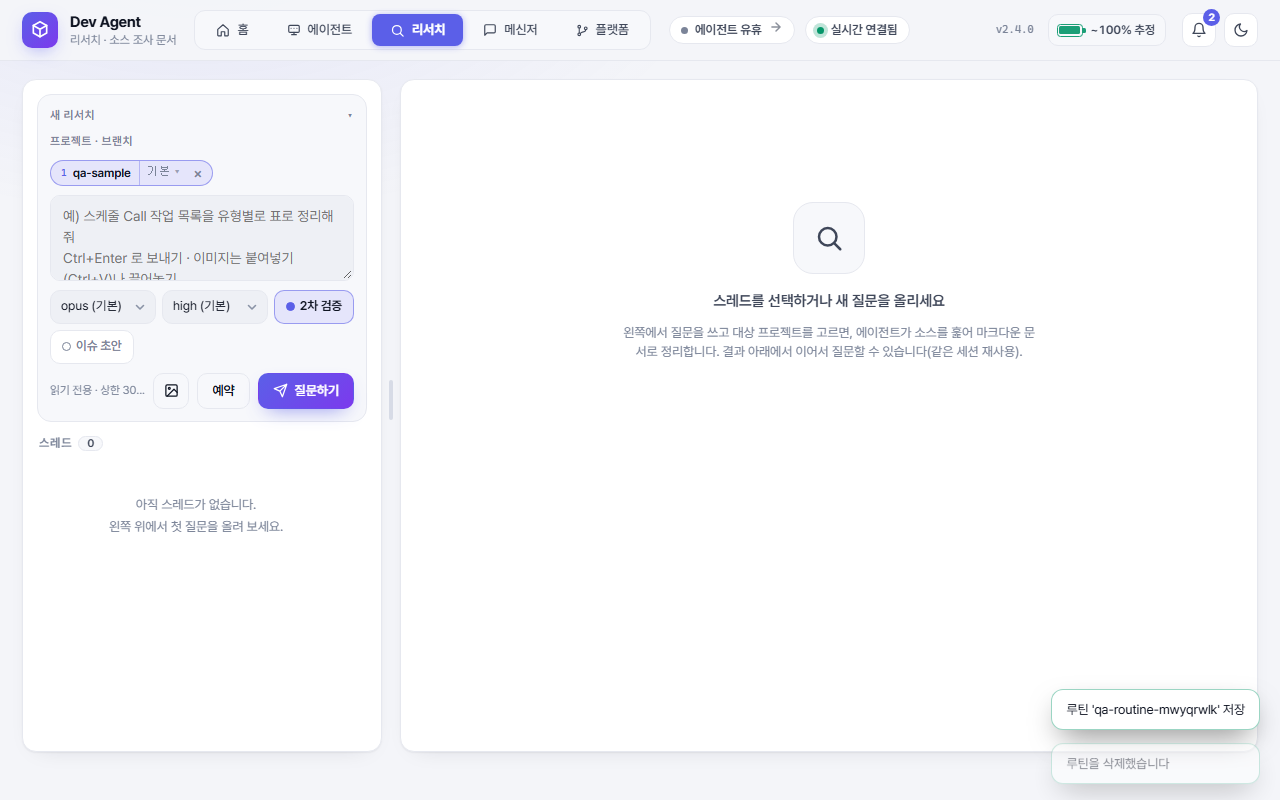 Dev Agent
리서치 · 소스 조사 문서
홈
에이전트
리서치
메신저
플랫폼
에이전트 유휴 →
실시간 연결됨
v2.4.0
~100% 추정
2
새 리서치
프로젝트 · 브랜치
1 qa-sample 기본 ×
예) 스케줄 Call 작업 목록을 유형별로 표로 정리해
줘
Ctrl+Enter 로 보내기 · 이미지는 붙여넣기
(Ctrl+V)나 끌어놓기
opus (기본)
high (기본)
2차 검증
이슈 초안
읽기 전용 · 상한 30...
예약
질문하기
스레드 0
아직 스레드가 없습니다.
왼쪽 위에서 첫 질문을 올려 보세요.
스레드를 선택하거나 새 질문을 올리세요
왼쪽에서 질문을 쓰고 대상 프로젝트를 고르면, 에이전트가 소스를 훑어 마크다운 문
서로 정리합니다. 결과 아래에서 이어서 질문할 수 있습니다(같은 세션 재사용).
루틴 'qa-routine-mwyqrwlk' 저장
루틴을 삭제했습니다